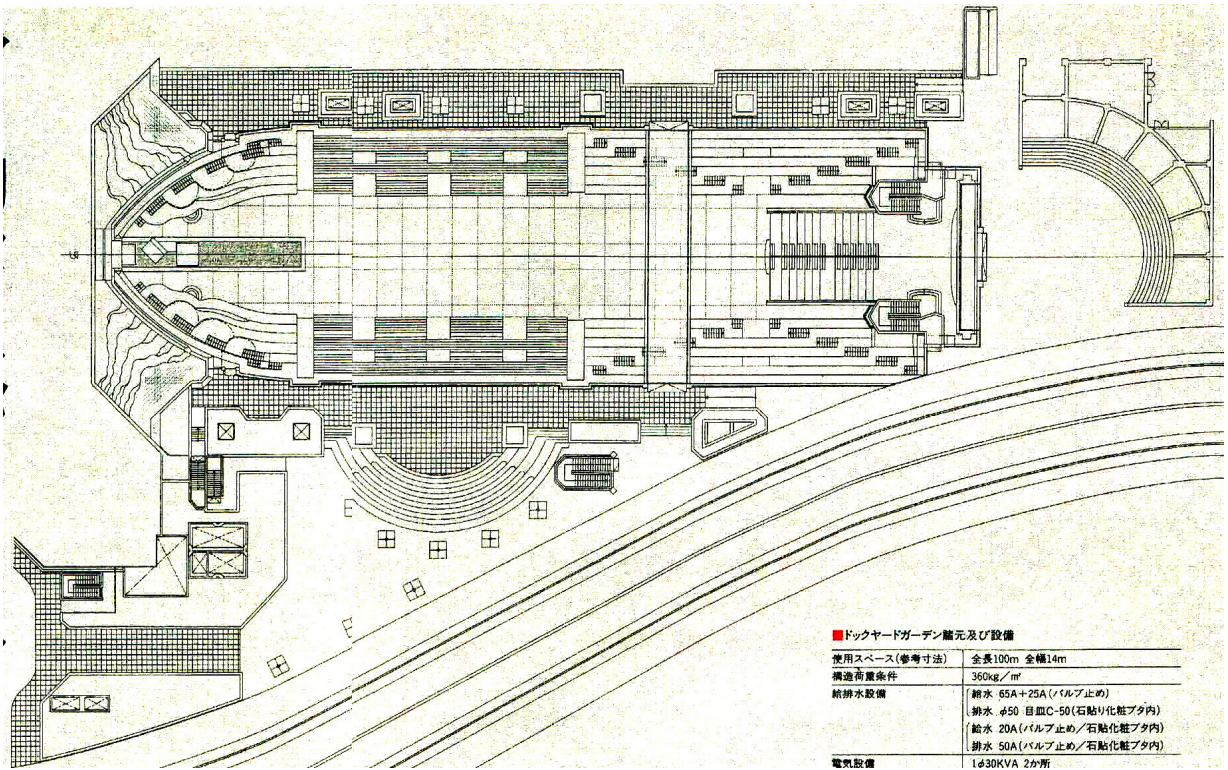 ■ドックヤードガーデン諸元及び設備
使用スペース(参考寸法) 全長100m 全幅14m
構造荷重条件 360kg/㎡
給排水設備 給水 65A+25A(バルブ止め)
排水 φ50 目皿C-50(石貼り化粧ブタ内)
給水 20A(バルブ止め/石貼化粧ブタ内)
排水 50A(バルブ止め/石貼化粧ブタ内)
電気設備 1φ30KVA 2か所